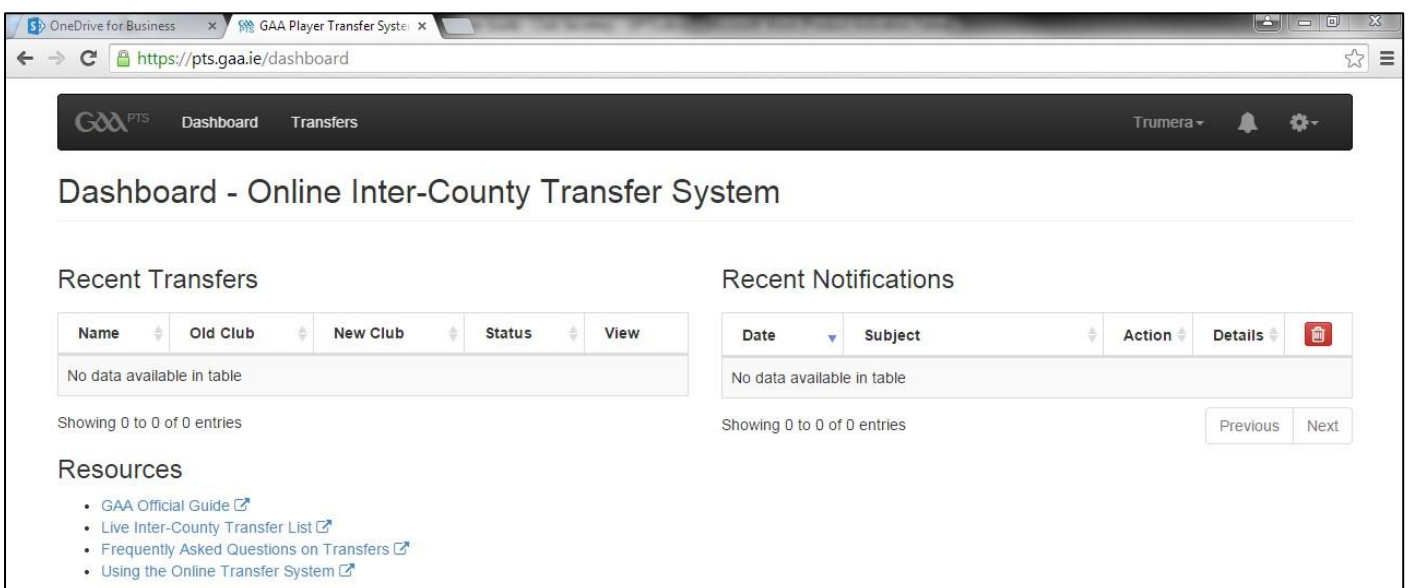 OneDrive for Business
GAA Player Transfer Syste
https://pts.gaa.ie/dashboard
GAA PTS Dashboard Transfers Trumera
Dashboard - Online Inter-County Transfer System
Recent Transfers
Name Old Club New Club Status View
No data available in table
Showing 0 to 0 of 0 entries
Recent Notifications
Date Subject Action Details
No data available in table
Showing 0 to 0 of 0 entries Previous Next
Resources
• GAA Official Guide
• Live Inter-County Transfer List
• Frequently Asked Questions on Transfers
• Using the Online Transfer System